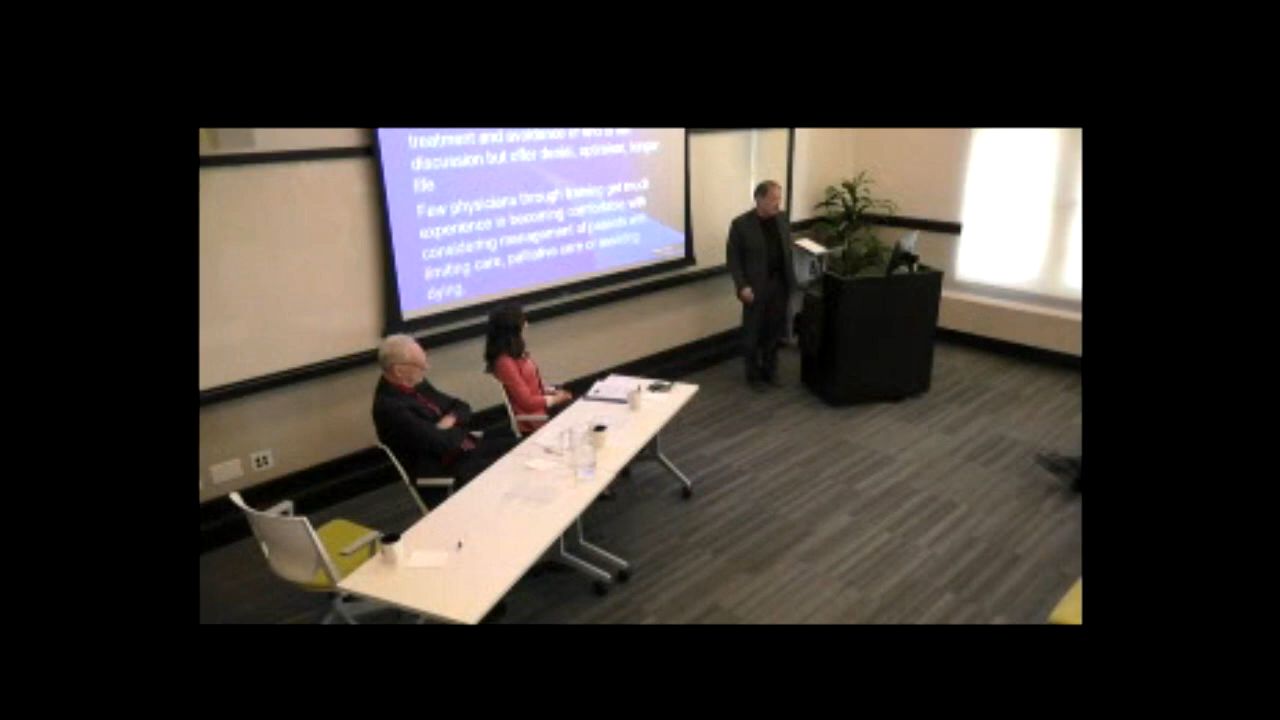 treatment and avoidance of end of life
discussion but offer denial, optimism, longer
life
Few physicians through training get much
experience in becoming comfortable with
considering management of patients with
limiting care, palliative care or assisting
dying.